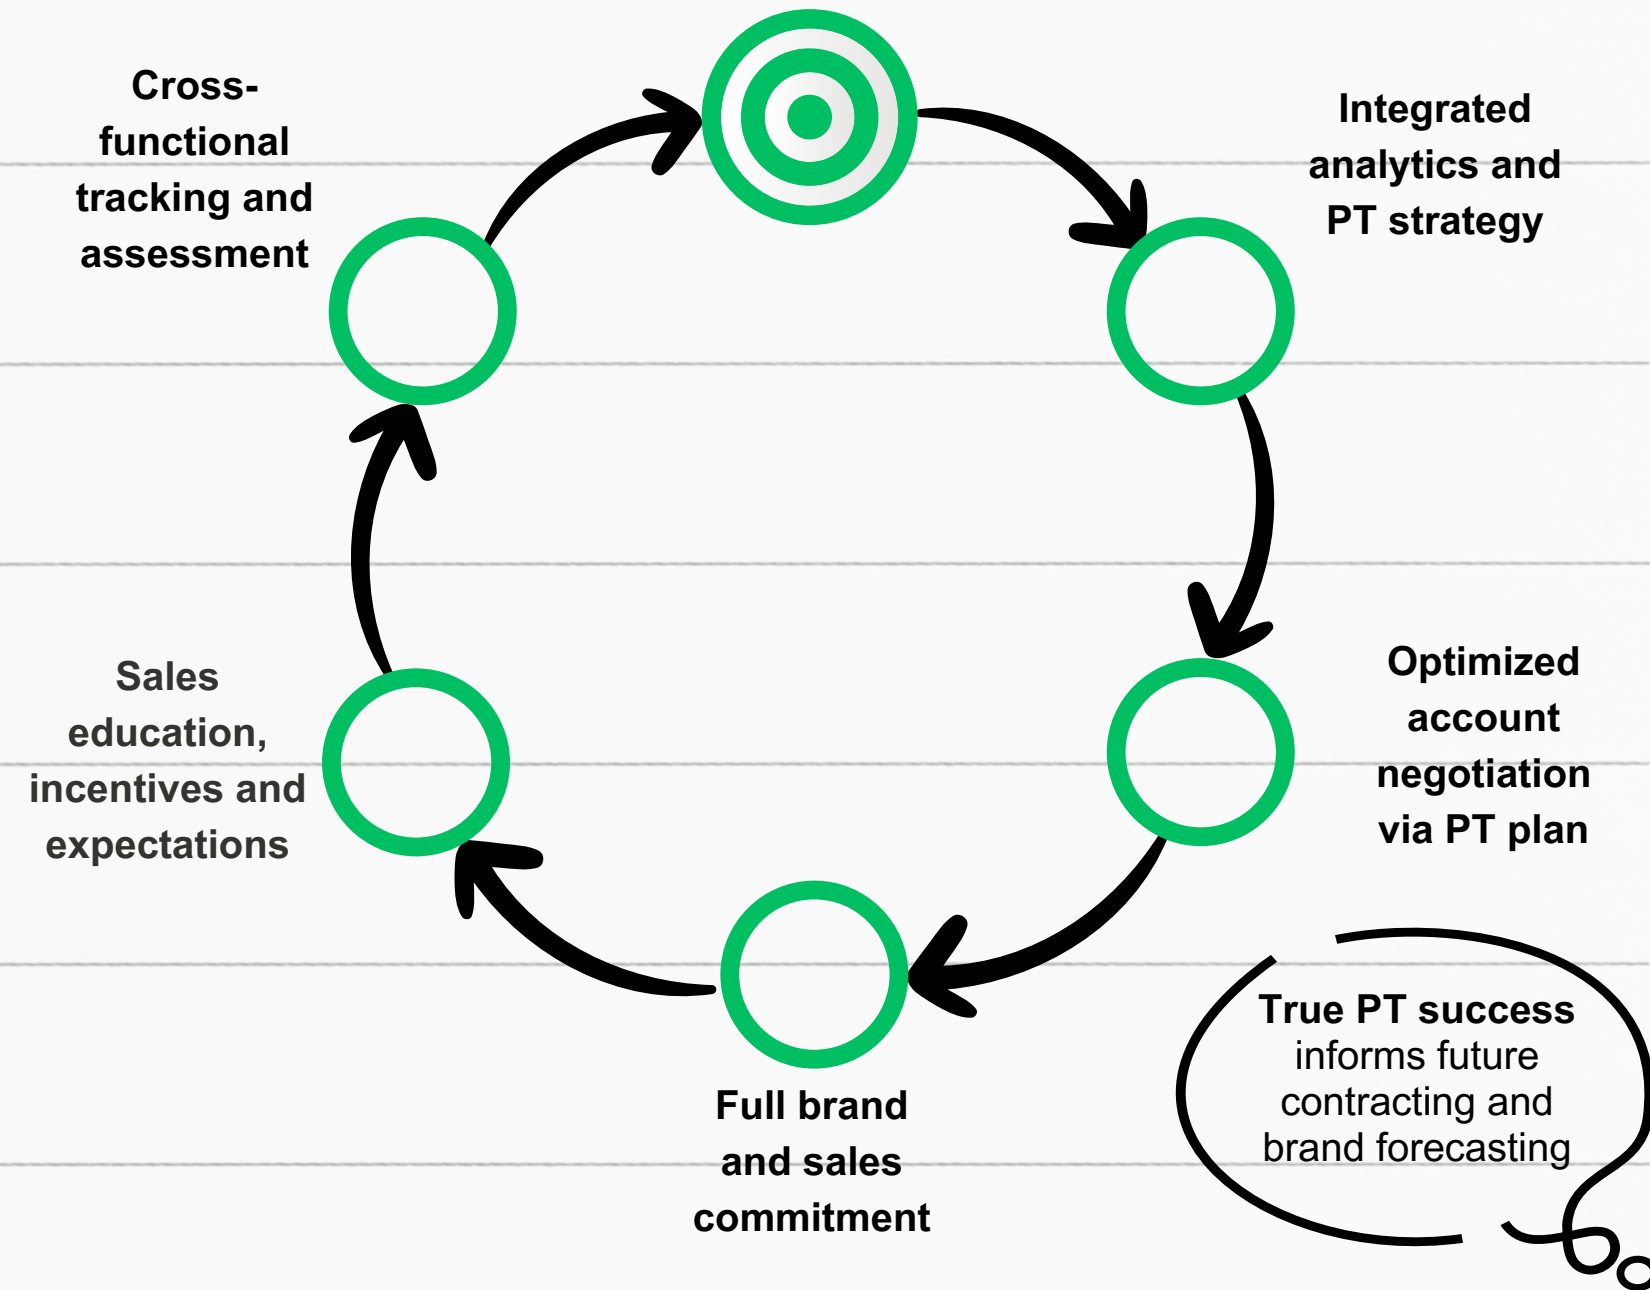 Cross-
functional
tracking and
assessment
Integrated
analytics and
PT strategy
Optimized
account
negotiation
via PT plan
Full brand
and sales
commitment
Sales
education,
incentives and
expectations
True PT success
informs future
contracting and
brand forecasting